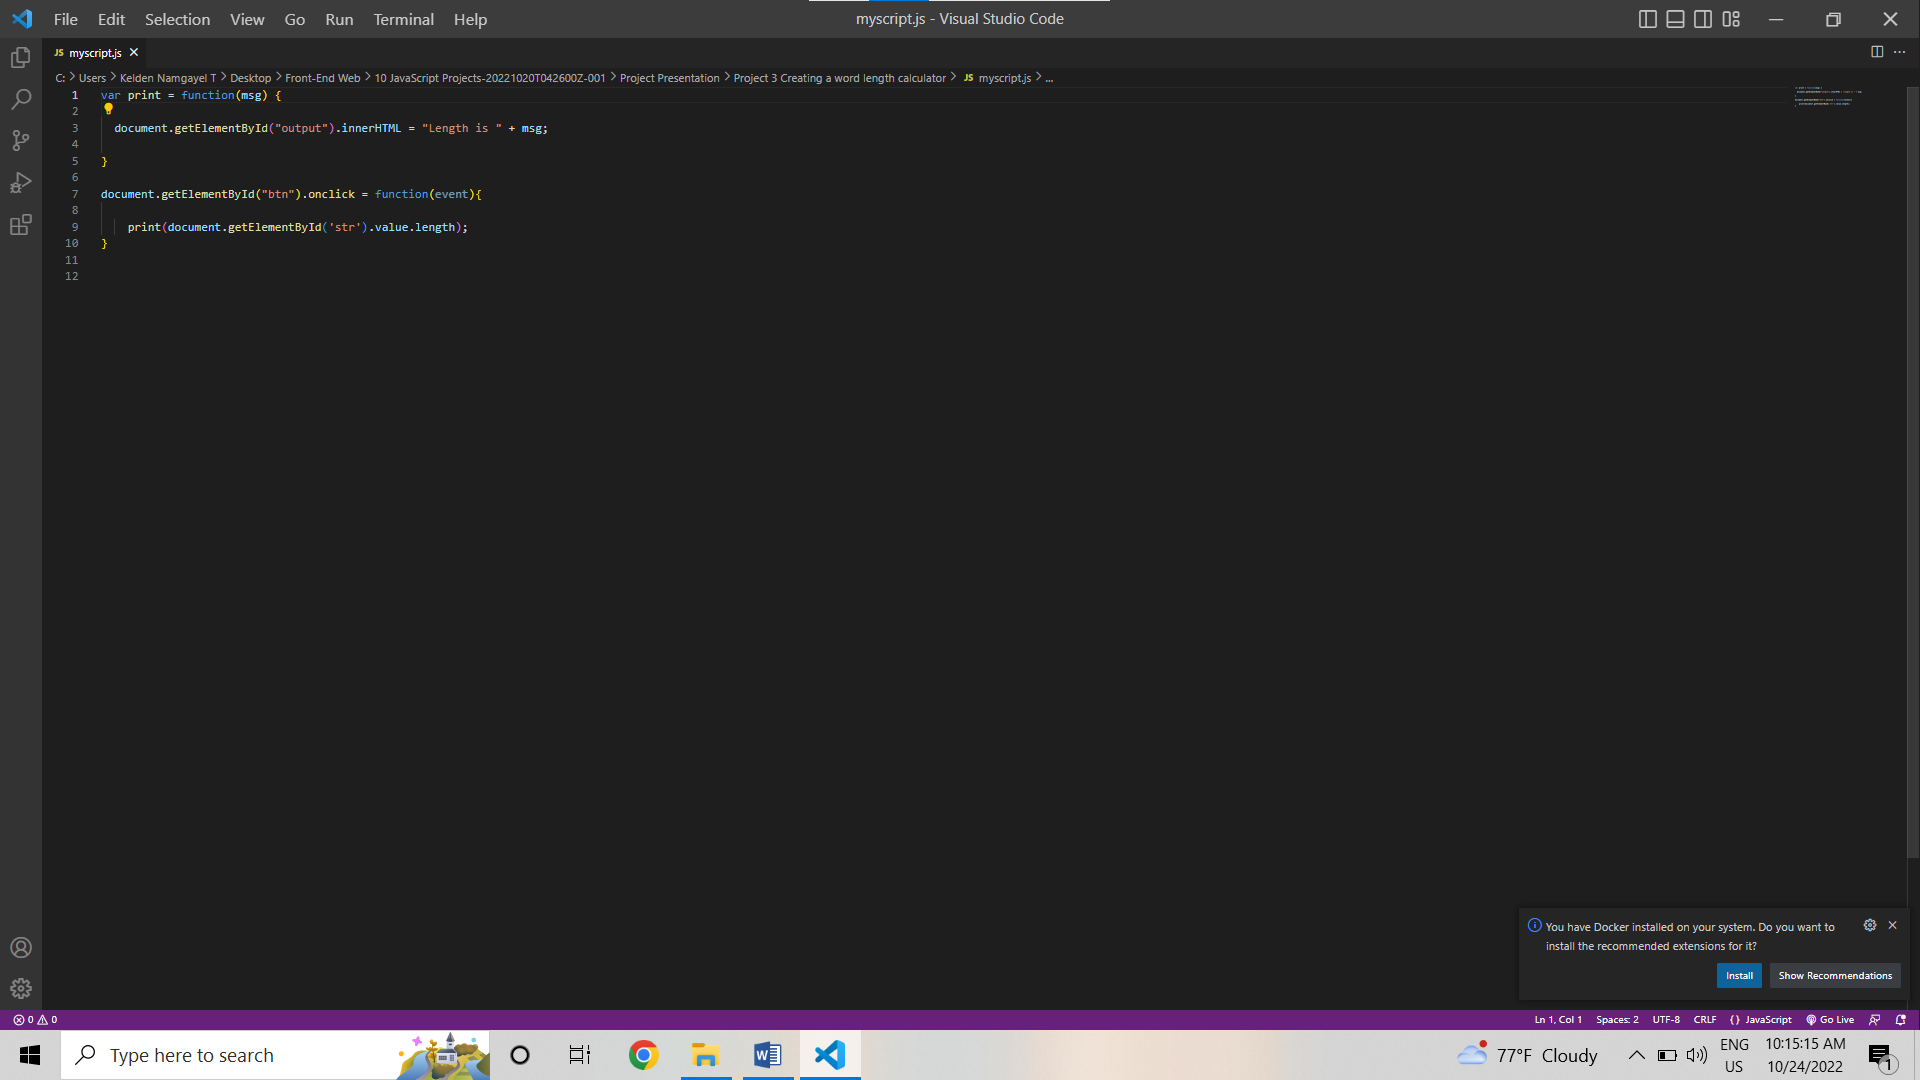 File Edit Selection View Go Run Terminal Help
myscript.js - Visual Studio Code
JS myscript.js
C: > Users > Kelden Namgayel T > Desktop > Front-End Web > 10 JavaScript Projects-20221020T042600Z-001 > Project Presentation > Project 3 Creating a word length calculator > JS myscript.js > ...
1 var print = function(msg) {
2
3 document.getElementById("output").innerHTML = "Length is " + msg;
4
5 }
6
7 document.getElementById("btn").onclick = function(event){
8
9 print(document.getElementById('str').value.length);
10 }
11
12
You have Docker installed on your system. Do you want to
install the recommended extensions for it?
Install Show Recommendations
0 0 Ln 1, Col 1 Spaces: 2 UTF-8 CRLF {} JavaScript Go Live
Type here to search
77°F Cloudy
ENG
US
10:15:15 AM
10/24/2022
1